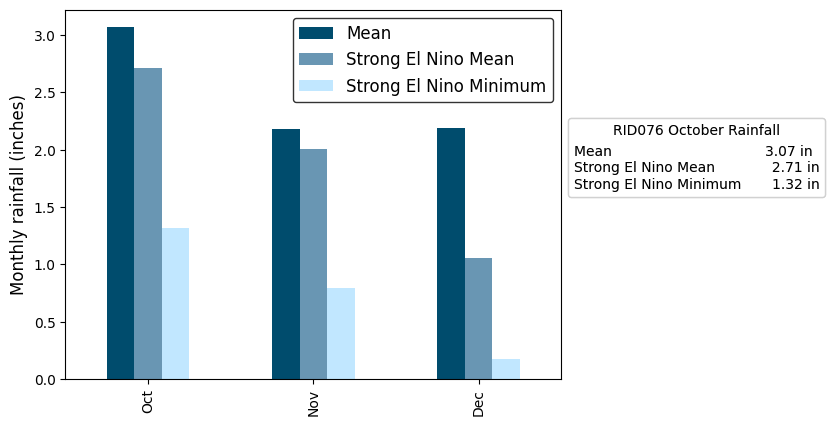 Monthly rainfall (inches)
3.0
2.5
2.0
1.5
1.0
0.5
0.0
Oct
Nov
Dec
Mean
Strong El Nino Mean
Strong El Nino Minimum
RID076 October Rainfall
Mean 3.07 in
Strong El Nino Mean 2.71 in
Strong El Nino Minimum 1.32 in